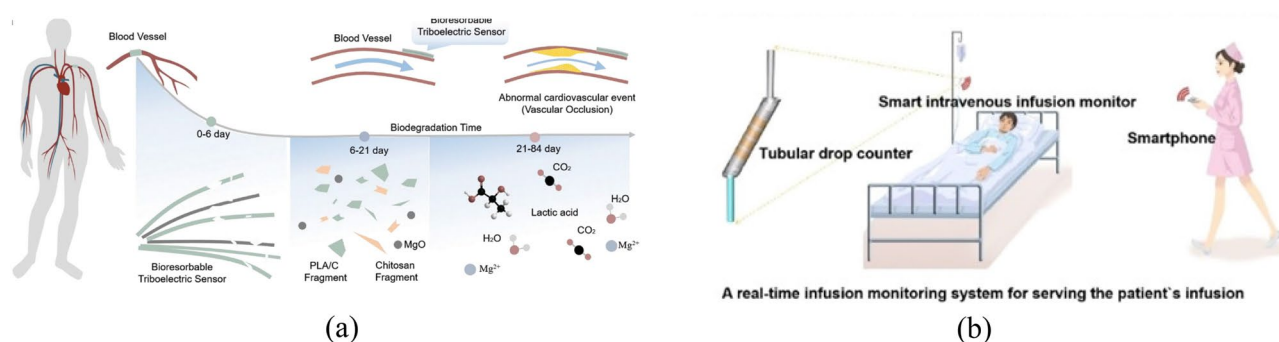 Blood Vessel
Blood Vessel
Bioresorbable
Triboelectric Sensor
Abnormal cardiovascular event
(Vascular Occlusion)
0-6 day
Biodegradation Time
6-21 day
21-84 day
CO₂
Lactic acid
H₂O
H₂O
CO₂
Mg²⁺
Mg²⁺
MgO
PLA/C
Fragment
Chitosan
Fragment
Bioresorbable
Triboelectric Sensor
(a)
Smart intravenous infusion monitor
Smartphone
Tubular drop counter
A real-time infusion monitoring system for serving the patient`s infusion
(b)